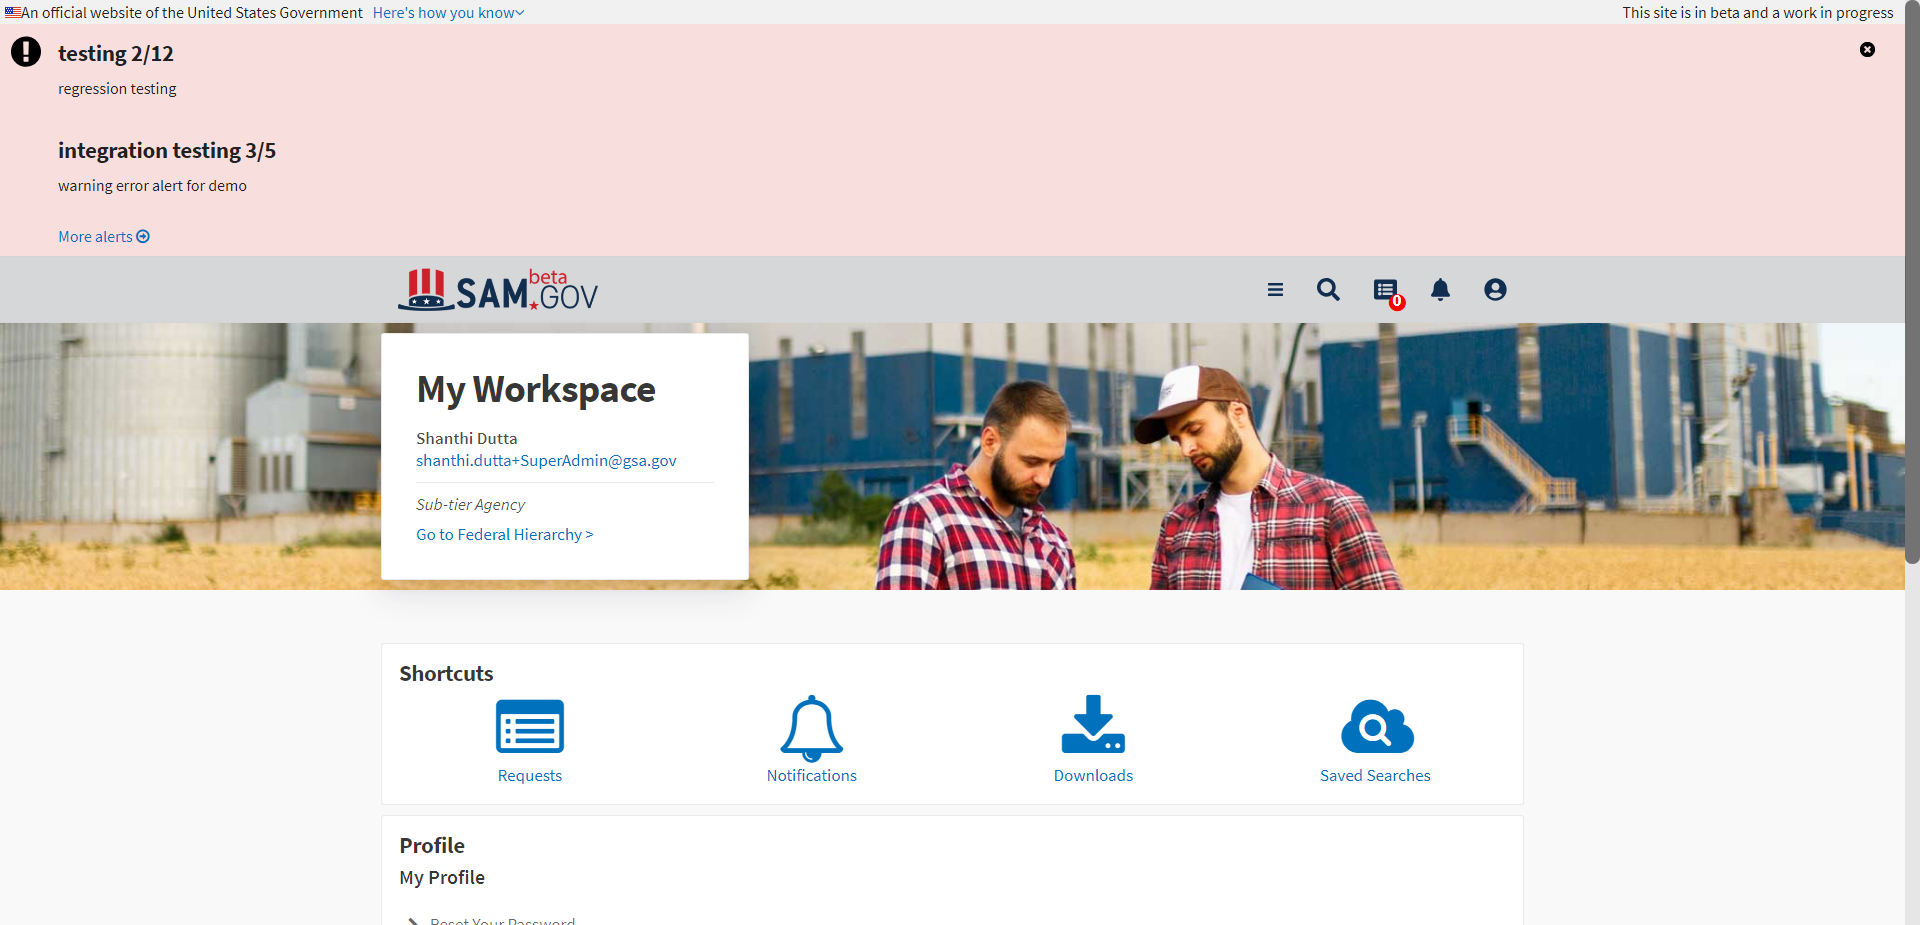 An official website of the United States Government Here's how you know
This site is in beta and a work in progress
testing 2/12
regression testing
integration testing 3/5
warning error alert for demo
More alerts
SAM.GOV beta
0
My Workspace
Shanthi Dutta
shanthi.dutta+SuperAdmin@gsa.gov
Sub-tier Agency
Go to Federal Hierarchy >
Shortcuts
Requests
Notifications
Downloads
Saved Searches
Profile
My Profile
Reset Your Password